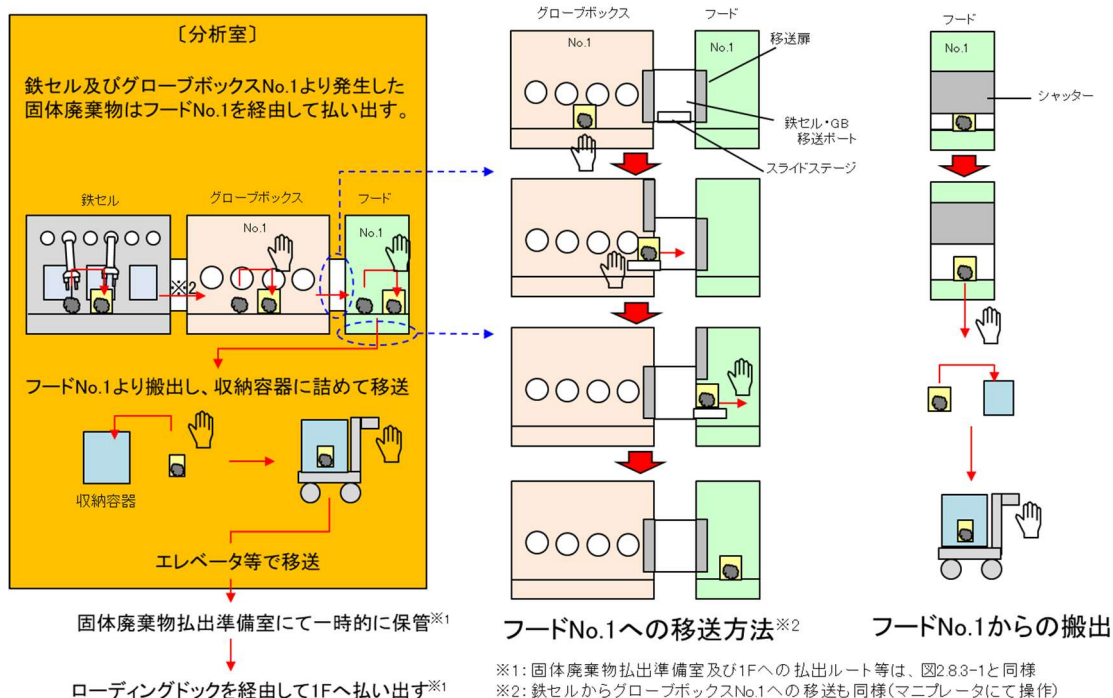 〔分析室〕
鉄セル及びグローブボックスNo.1より発生した
固体廃棄物はフードNo.1を経由して払い出す。
鉄セル
グローブボックス
フード
No.1
No.1
※2
フードNo.1より搬出し、収納容器に詰めて移送
収納容器
エレベータ等で移送
固体廃棄物払出準備室にて一時的に保管※1
ローディングドックを経由して1Fへ払い出す※1
グローブボックス
フード
No.1
No.1
移送扉
鉄セル・GB
移送ポート
スライドステージ
フードNo.1への移送方法※2
フード
No.1
シャッター
フードNo.1からの搬出
※1:固体廃棄物払出準備室及び1Fへの払出ルート等は、図2.8.3-1と同様
※2:鉄セルからグローブボックスNo.1への移送も同様(マニプレータにて操作)